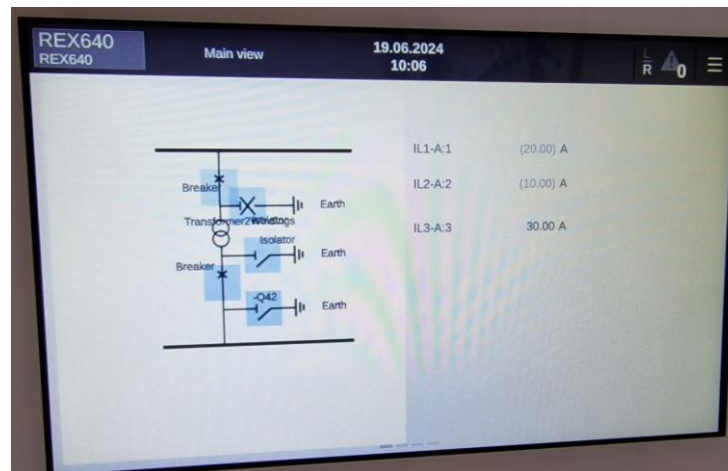 REX640
REX640
Main view
19.06.2024
10:06
L
R
0
IL1-A:1 (20.00) A
IL2-A:2 (10.00) A
IL3-A:3 30.00 A
Breaker
Earth
Transformer2Windings
Isolator
Earth
Breaker
-Q42
Earth